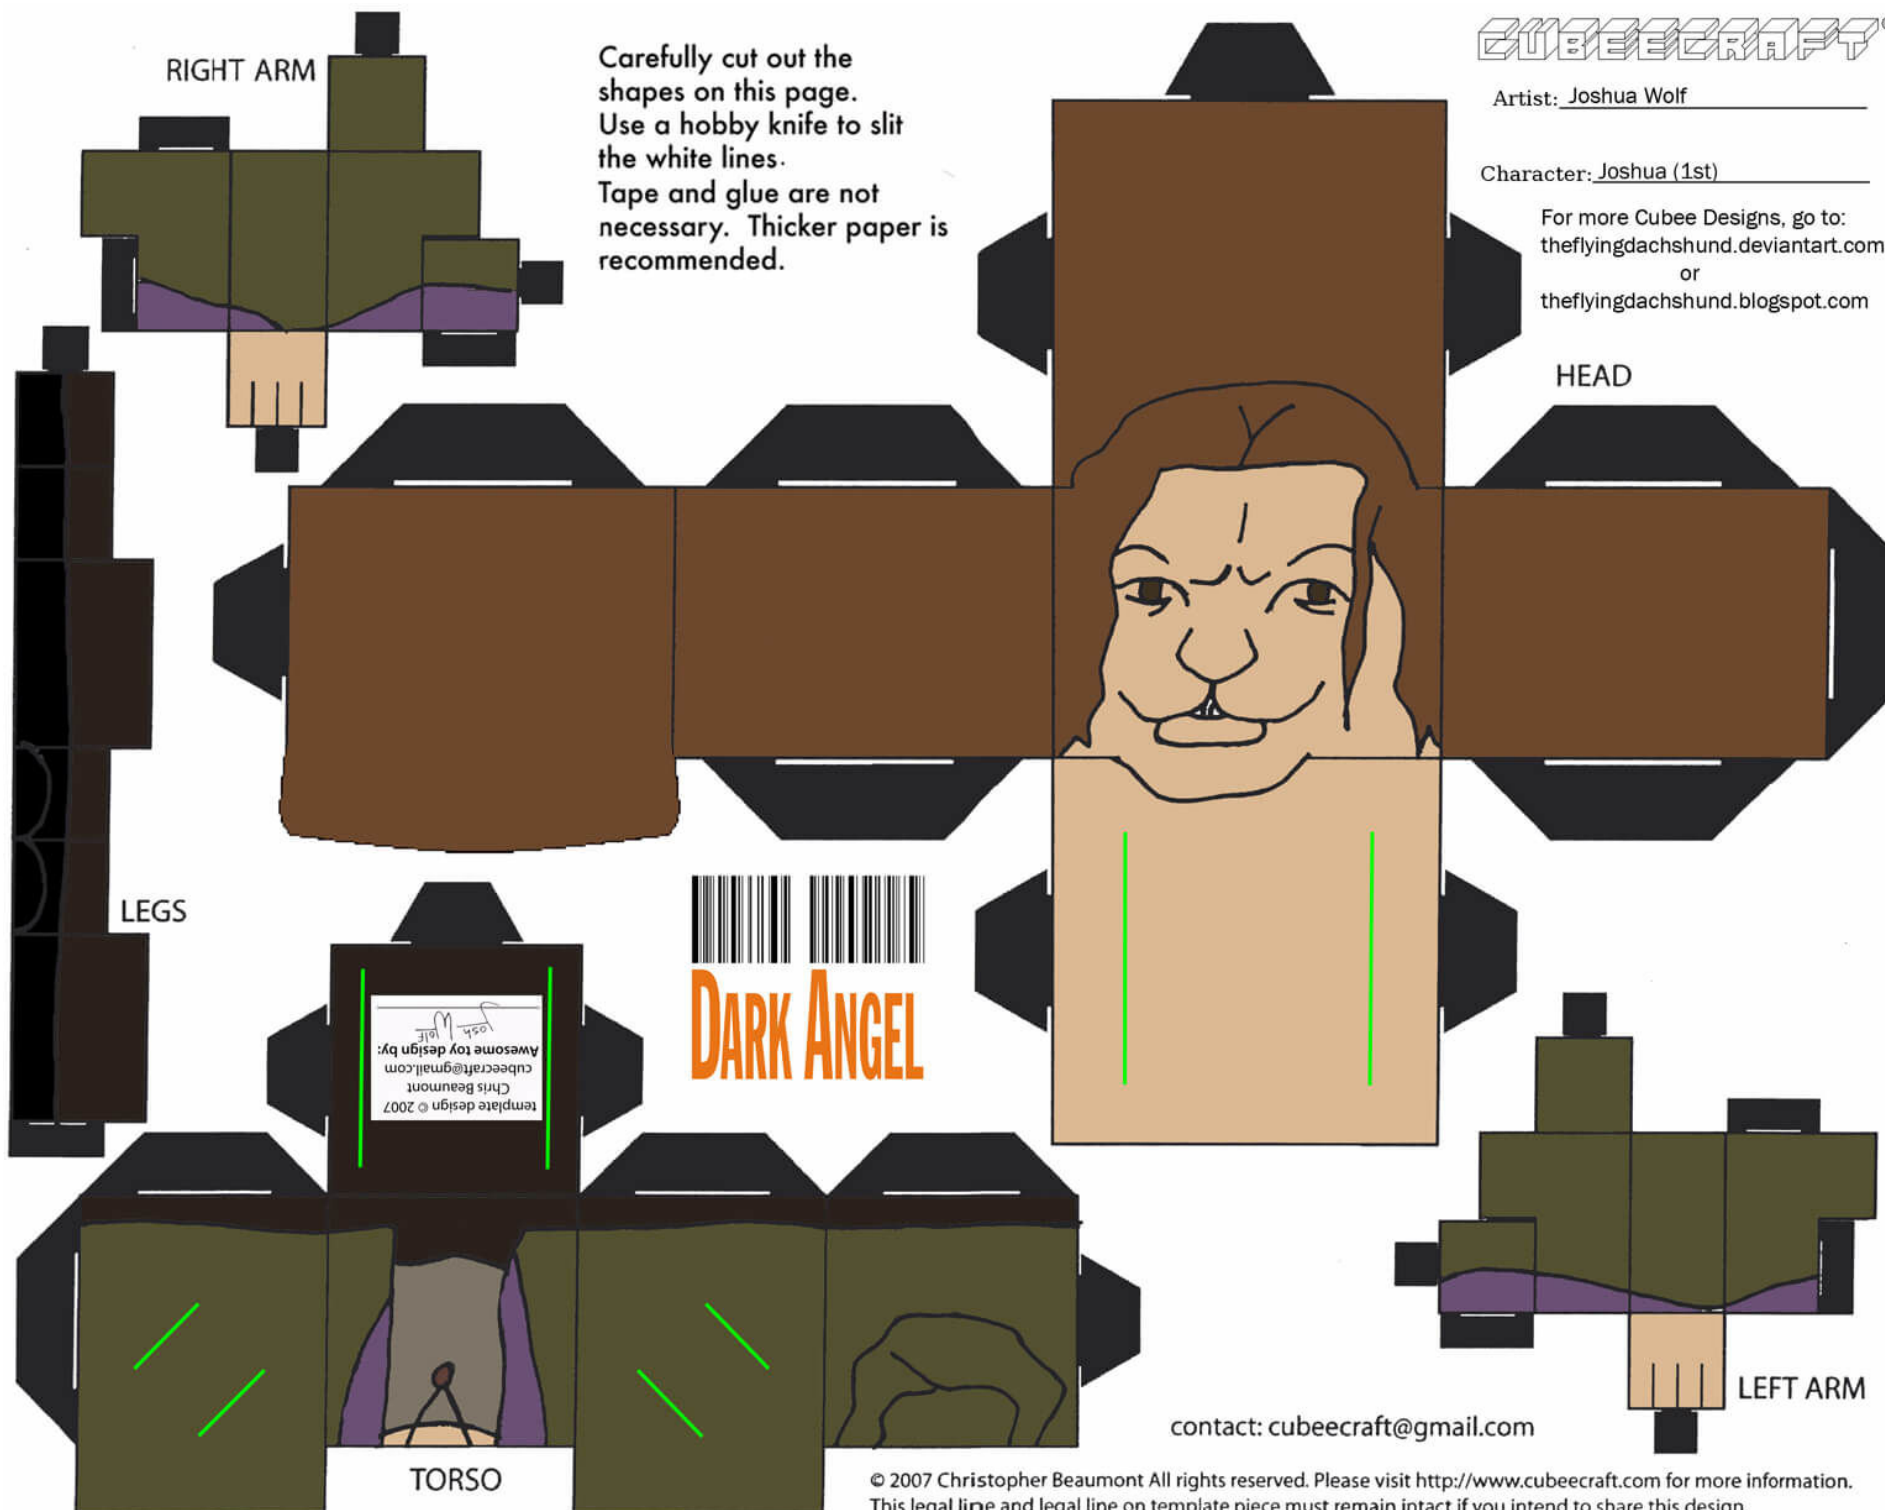 CUBEECRAFT
Artist: Joshua Wolf
Character: Joshua (1st)
For more Cubee Designs, go to:
theflyingdachshund.deviantart.com
or
theflyingdachshund.blogspot.com
RIGHT ARM
Carefully cut out the
shapes on this page.
Use a hobby knife to slit
the white lines.
Tape and glue are not
necessary. Thicker paper is
recommended.
HEAD
LEGS
DARK ANGEL
template design © 2007
Chris Beaumont
cubeecraft@gmail.com
Awesome toy design by:
Josh Wolf
LEFT ARM
contact: cubeecraft@gmail.com
TORSO
© 2007 Christopher Beaumont All rights reserved. Please visit http://www.cubeecraft.com for more information.
This legal line and legal line on template piece must remain intact if you intend to share this design